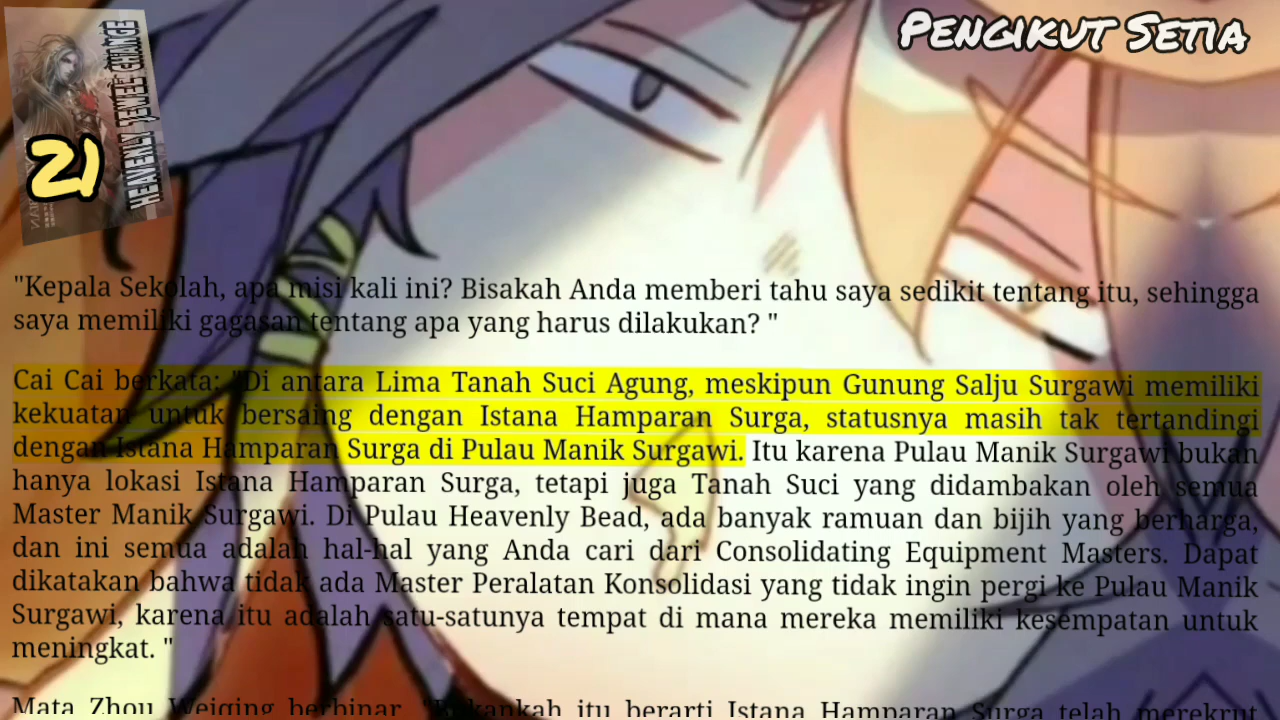 PENGIKUT SETIA
HEAVENLY JEWEL CHANGE
21
"Kepala Sekolah, apa misi kali ini? Bisakah Anda memberi tahu saya sedikit tentang itu, sehingga
saya memiliki gagasan tentang apa yang harus dilakukan? "
Cai Cai berkata: "Di antara Lima Tanah Suci Agung, meskipun Gunung Salju Surgawi memiliki
kekuatan untuk bersaing dengan Istana Hamparan Surga, statusnya masih tak tertandingi
dengan Istana Hamparan Surga di Pulau Manik Surgawi. Itu karena Pulau Manik Surgawi bukan
hanya lokasi Istana Hamparan Surga, tetapi juga Tanah Suci yang didambakan oleh semua
Master Manik Surgawi. Di Pulau Heavenly Bead, ada banyak ramuan dan bijih yang berharga,
dan ini semua adalah hal-hal yang Anda cari dari Consolidating Equipment Masters. Dapat
dikatakan bahwa tidak ada Master Peralatan Konsolidasi yang tidak ingin pergi ke Pulau Manik
Surgawi, karena itu adalah satu-satunya tempat di mana mereka memiliki kesempatan untuk
meningkat. "
Mata Zhou Weiqing berbinar, "Bukankah itu berarti Istana Hamparan Surga telah merekrut